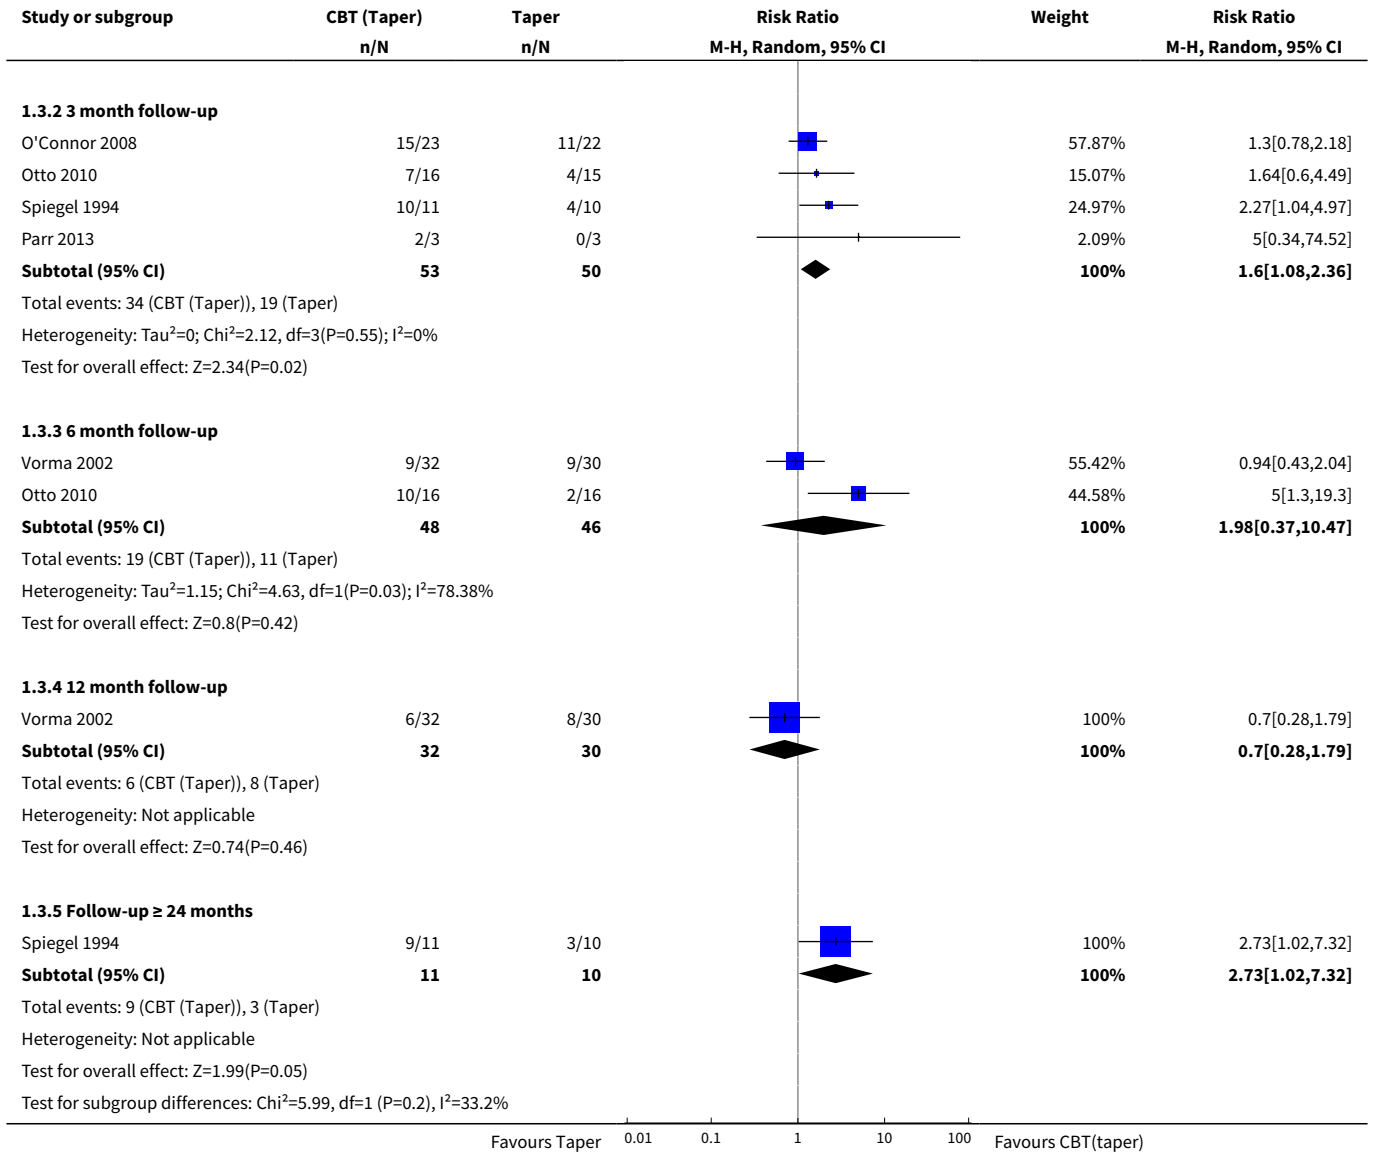 Study or subgroup CBT (Taper) Taper Risk Ratio Weight Risk Ratio
n/N n/N M-H, Random, 95% CI M-H, Random, 95% CI
1.3.2 3 month follow-up
O'Connor 2008 15/23 11/22 57.87% 1.3[0.78,2.18]
Otto 2010 7/16 4/15 15.07% 1.64[0.6,4.49]
Spiegel 1994 10/11 4/10 24.97% 2.27[1.04,4.97]
Parr 2013 2/3 0/3 2.09% 5[0.34,74.52]
Subtotal (95% CI) 53 50 100% 1.6[1.08,2.36]
Total events: 34 (CBT (Taper)), 19 (Taper)
Heterogeneity: Tau²=0; Chi²=2.12, df=3(P=0.55); I²=0%
Test for overall effect: Z=2.34(P=0.02)
1.3.3 6 month follow-up
Vorma 2002 9/32 9/30 55.42% 0.94[0.43,2.04]
Otto 2010 10/16 2/16 44.58% 5[1.3,19.3]
Subtotal (95% CI) 48 46 100% 1.98[0.37,10.47]
Total events: 19 (CBT (Taper)), 11 (Taper)
Heterogeneity: Tau²=1.15; Chi²=4.63, df=1(P=0.03); I²=78.38%
Test for overall effect: Z=0.8(P=0.42)
1.3.4 12 month follow-up
Vorma 2002 6/32 8/30 100% 0.7[0.28,1.79]
Subtotal (95% CI) 32 30 100% 0.7[0.28,1.79]
Total events: 6 (CBT (Taper)), 8 (Taper)
Heterogeneity: Not applicable
Test for overall effect: Z=0.74(P=0.46)
1.3.5 Follow-up ≥ 24 months
Spiegel 1994 9/11 3/10 100% 2.73[1.02,7.32]
Subtotal (95% CI) 11 10 100% 2.73[1.02,7.32]
Total events: 9 (CBT (Taper)), 3 (Taper)
Heterogeneity: Not applicable
Test for overall effect: Z=1.99(P=0.05)
Test for subgroup differences: Chi²=5.99, df=1 (P=0.2), I²=33.2%
Favours Taper 0.01 0.1 1 10 100 Favours CBT(taper)